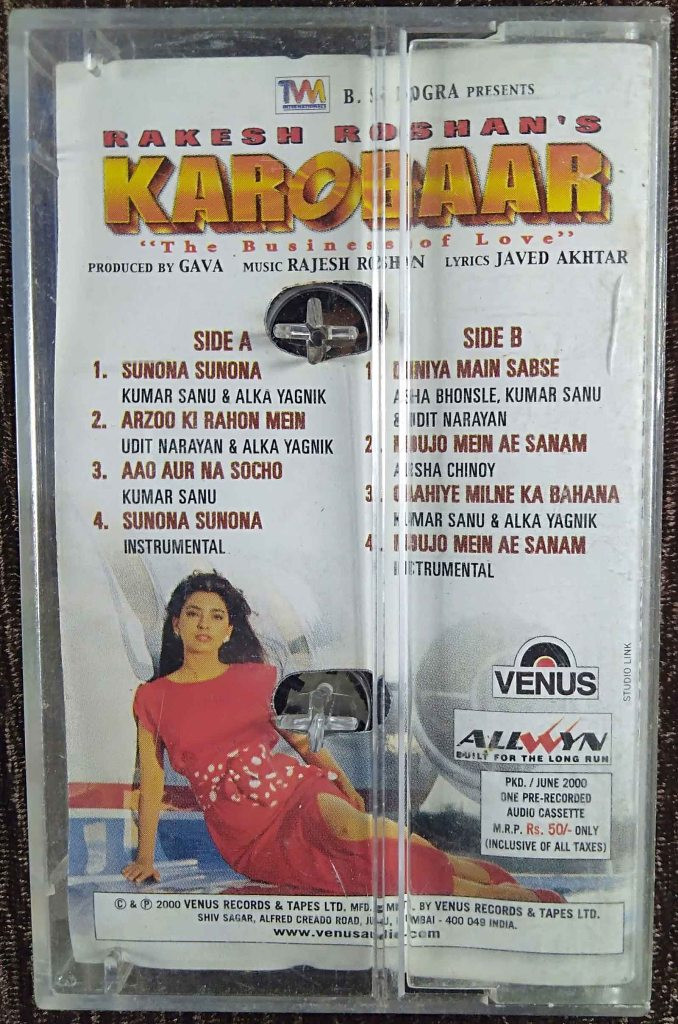 TWM
INTERNATIONAL
B. S. DOGRA PRESENTS
RAKESH ROSHAN'S
KAROBAAR
"The Business of Love"
PRODUCED BY GAVA MUSIC RAJESH ROSHAN LYRICS JAVED AKHTAR
SIDE A
1. SUNONA SUNONA
KUMAR SANU & ALKA YAGNIK
2. ARZOO KI RAHON MEIN
UDIT NARAYAN & ALKA YAGNIK
3. AAO AUR NA SOCHO
KUMAR SANU
4. SUNONA SUNONA
INSTRUMENTAL
SIDE B
1. DUNIYA MAIN SABSE
ASHA BHONSLE, KUMAR SANU
& UDIT NARAYAN
2. MEIN AE SANAM
CHINOY
3. CHAHIYE MILNE KA BAHANA
KUMAR SANU & ALKA YAGNIK
4. MEIN AE SANAM
INSTRUMENTAL
STUDIO LINK
VENUS
ALLWYN
BUILT FOR THE LONG RUN
PKD. / JUNE 2000
ONE PRE-RECORDED
AUDIO CASSETTE
M.R.P. Rs. 50/- ONLY
(INCLUSIVE OF ALL TAXES)
© & ℗ 2000 VENUS RECORDS & TAPES LTD. MFD. & BY VENUS RECORDS & TAPES LTD.
SHIV SAGAR, ALFRED CREADO ROAD, JUHU, MUMBAI - 400 049 INDIA.
www.venusaudio.com